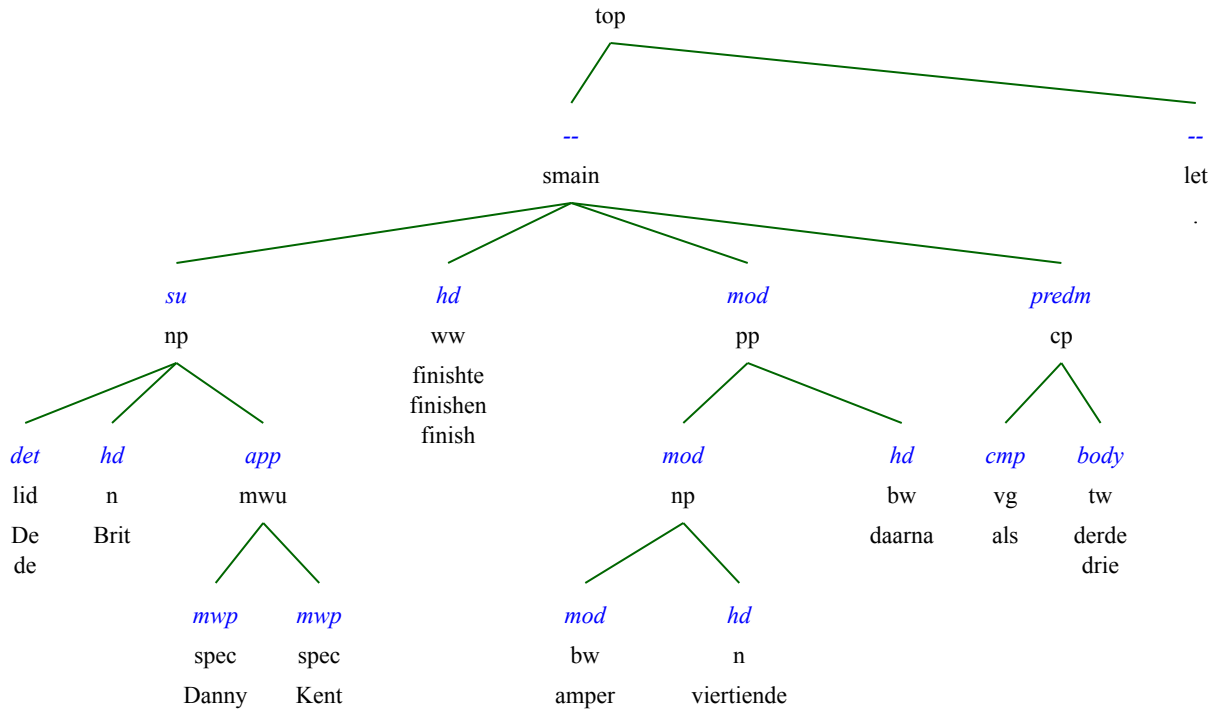 top
-- --
smain let
.
su hd mod predm
np ww pp cp
finishte
finishen
finish
det hd app mod hd cmp body
lid n mwu np bw vg tw
De Brit daarna als derde
de drie
mwp mwp mod hd
spec spec bw n
Danny Kent amper viertiende